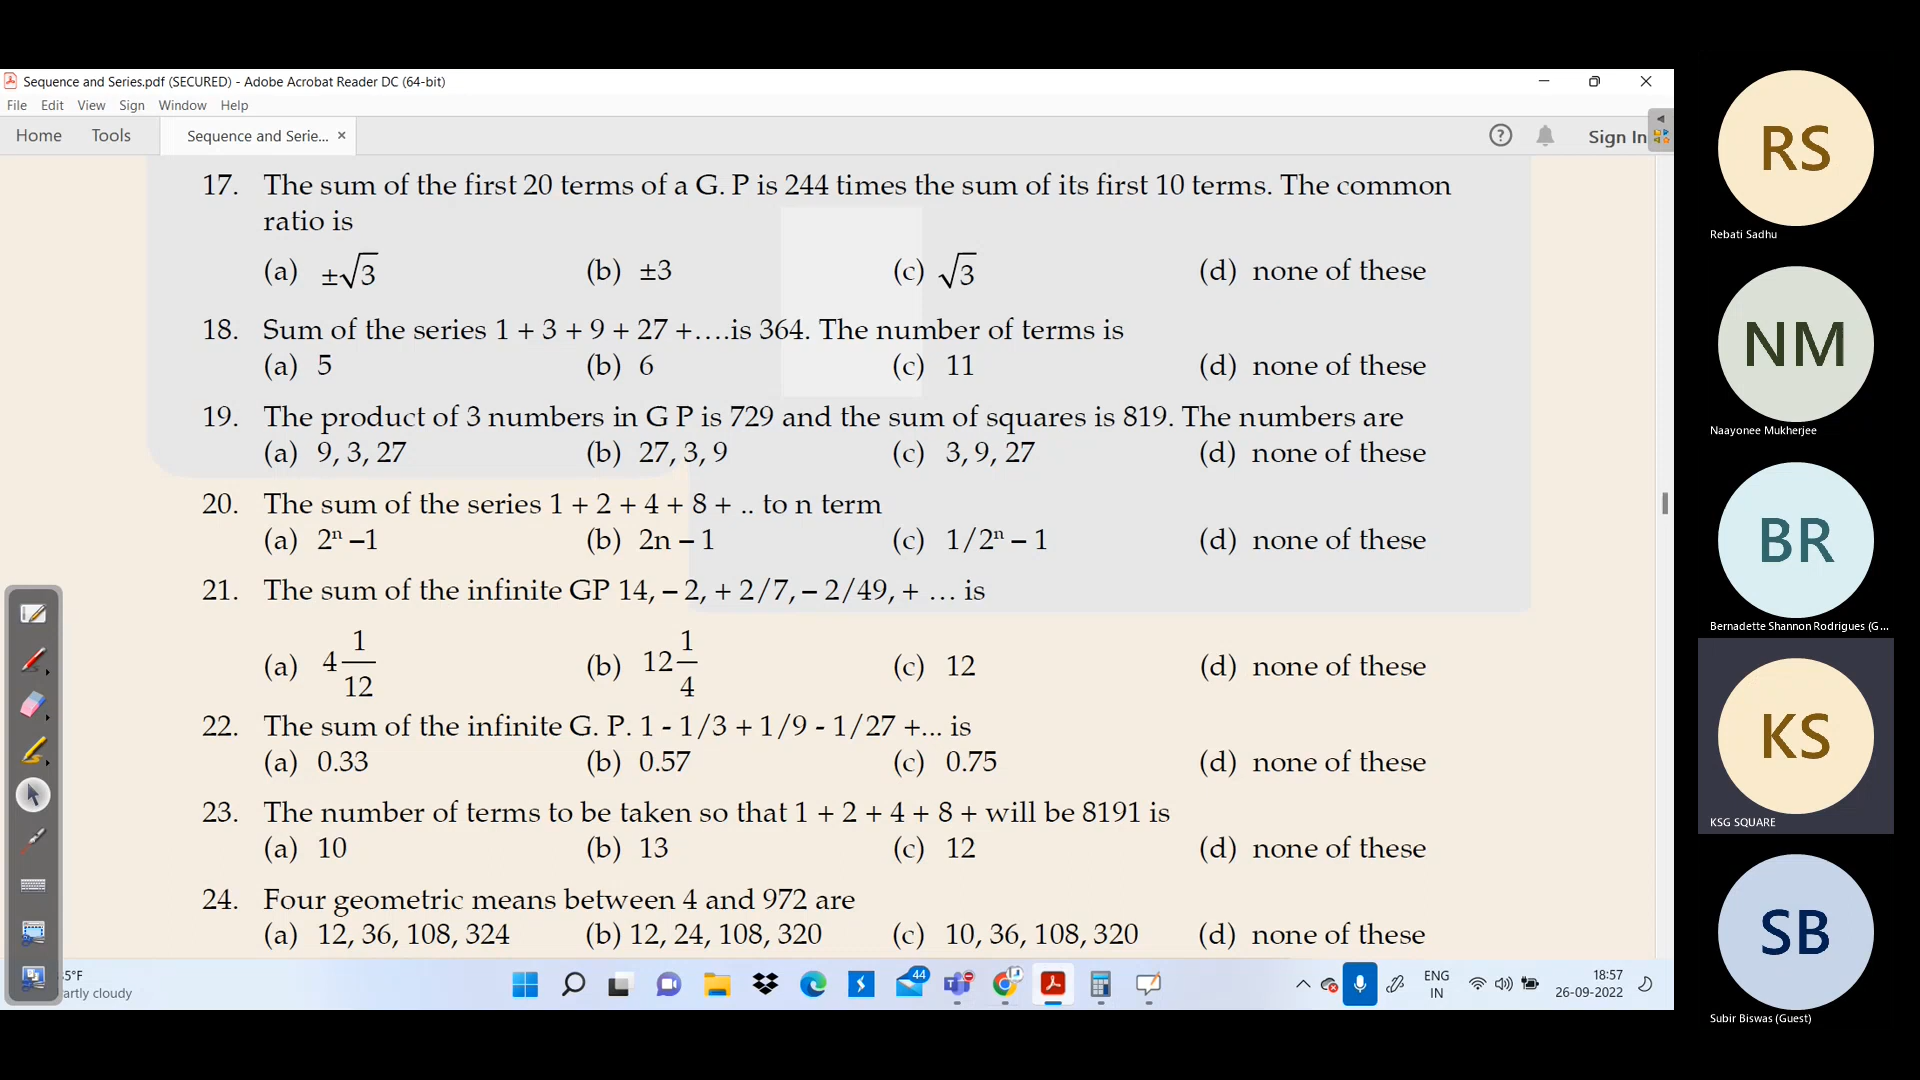 Sequence and Series.pdf (SECURED) - Adobe Acrobat Reader DC (64-bit)
File Edit View Sign Window Help
Home Tools Sequence and Serie... × Sign In
17. The sum of the first 20 terms of a G. P is 244 times the sum of its first 10 terms. The common
ratio is
(a) ±√3 (b) ±3 (c) √3 (d) none of these
18. Sum of the series 1 + 3 + 9 + 27 +….is 364. The number of terms is
(a) 5 (b) 6 (c) 11 (d) none of these
19. The product of 3 numbers in G P is 729 and the sum of squares is 819. The numbers are
(a) 9, 3, 27 (b) 27, 3, 9 (c) 3, 9, 27 (d) none of these
20. The sum of the series 1 + 2 + 4 + 8 + .. to n term
(a) 2ⁿ –1 (b) 2n – 1 (c) 1/2ⁿ – 1 (d) none of these
21. The sum of the infinite GP 14, – 2, + 2/7, – 2/49, + … is
(a) 4 1/12 (b) 12 1/4 (c) 12 (d) none of these
22. The sum of the infinite G. P. 1 - 1/3 + 1/9 - 1/27 +... is
(a) 0.33 (b) 0.57 (c) 0.75 (d) none of these
23. The number of terms to be taken so that 1 + 2 + 4 + 8 + will be 8191 is
(a) 10 (b) 13 (c) 12 (d) none of these
24. Four geometric means between 4 and 972 are
(a) 12, 36, 108, 324 (b) 12, 24, 108, 320 (c) 10, 36, 108, 320 (d) none of these
5°F
artly cloudy
44
ENG
IN
18:57
26-09-2022
RS
Rebati Sadhu
NM
Naayonee Mukherjee
BR
Bernadette Shannon Rodrigues (G...
KS
KSG SQUARE
SB
Subir Biswas (Guest)